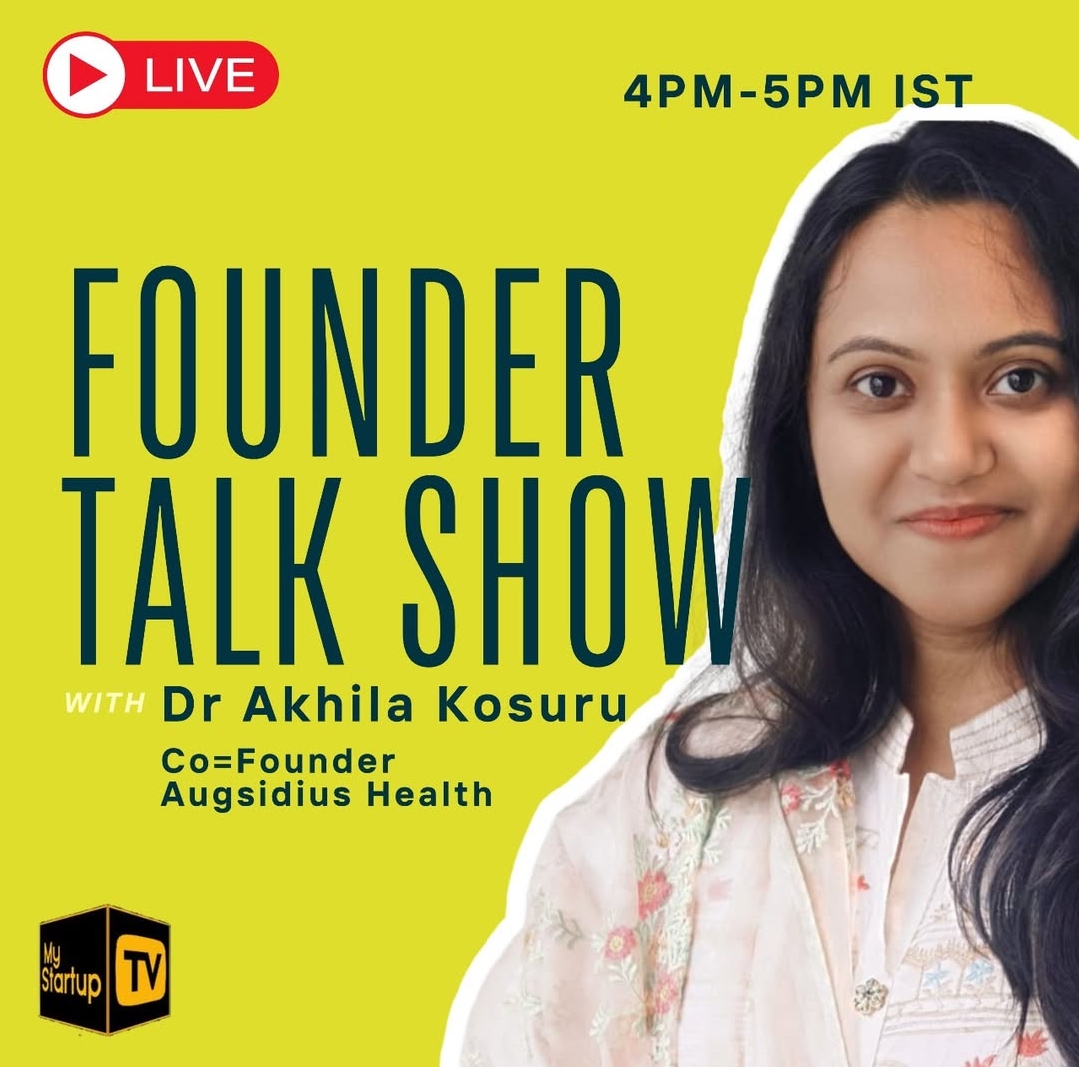 LIVE
4PM-5PM IST
FOUNDER
TALK SHOW
WITH Dr Akhila Kosuru
Co=Founder
Augsidius Health
My
Startup
TV